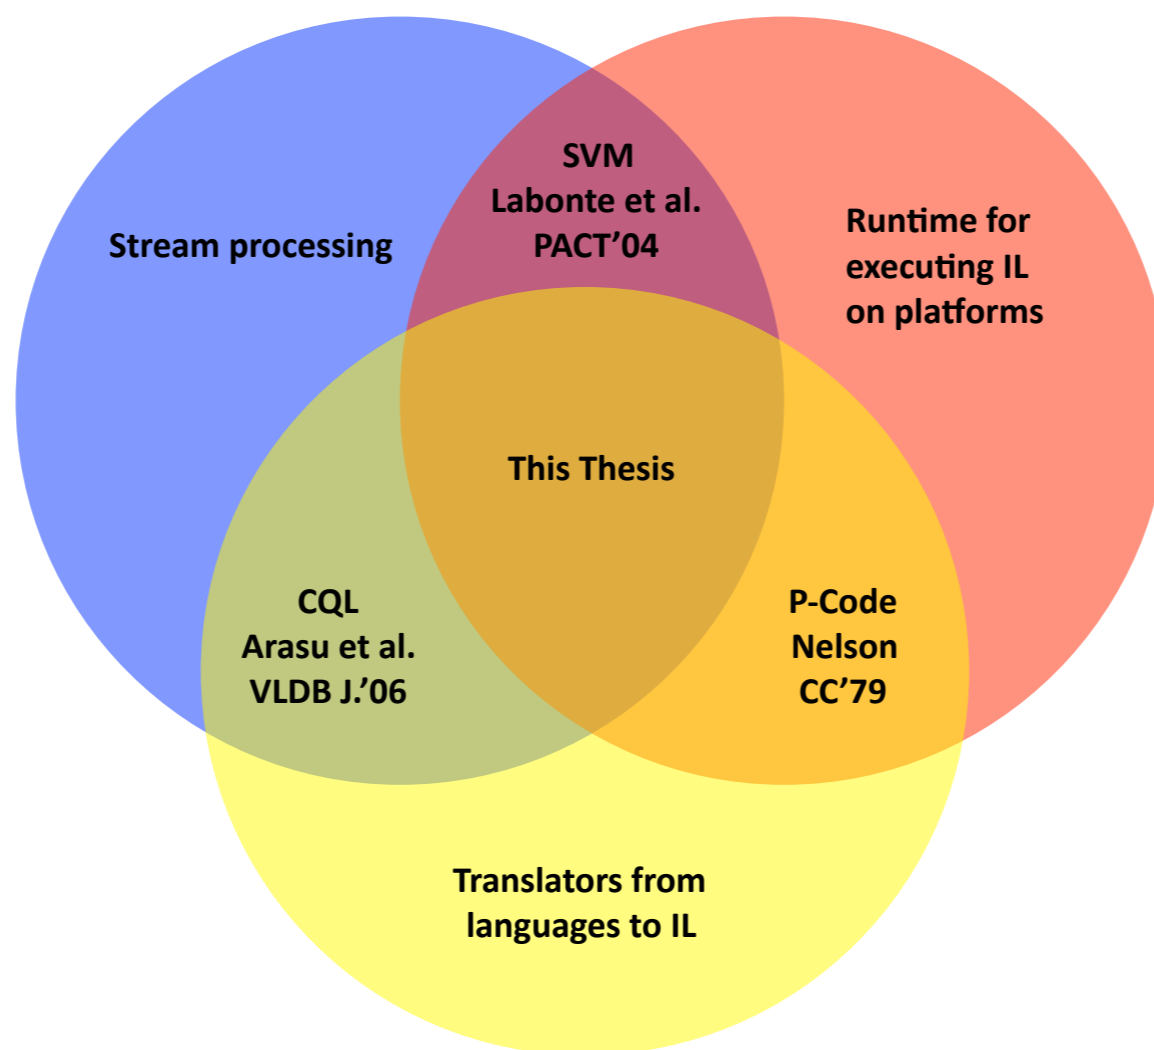 SVM
Labonte et al.
PACT’04
Stream processing
Runtime for
executing IL
on platforms
This Thesis
CQL
Arasu et al.
VLDB J.’06
P-Code
Nelson
CC’79
Translators from
languages to IL